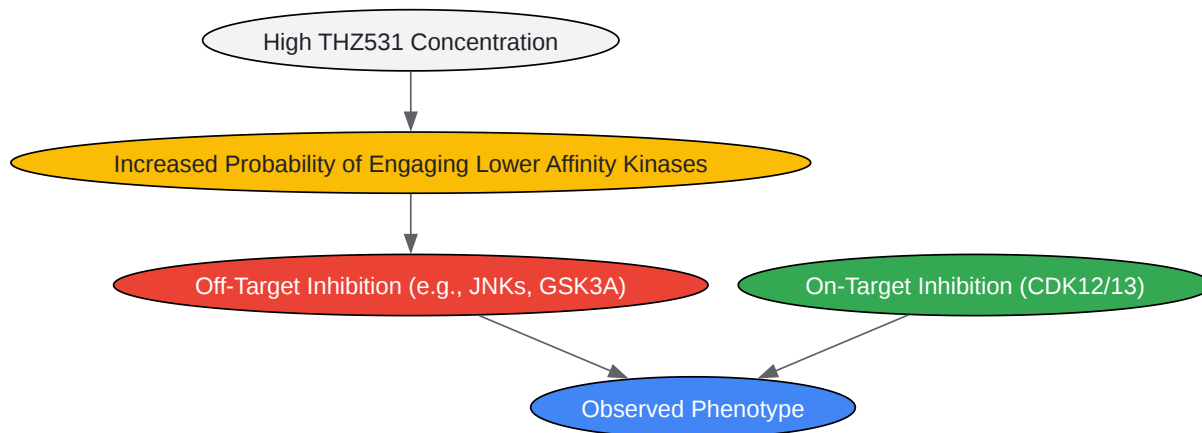 High THZ531 Concentration
Increased Probability of Engaging Lower Affinity Kinases
Off-Target Inhibition (e.g., JNKs, GSK3A)
On-Target Inhibition (CDK12/13)
Observed Phenotype